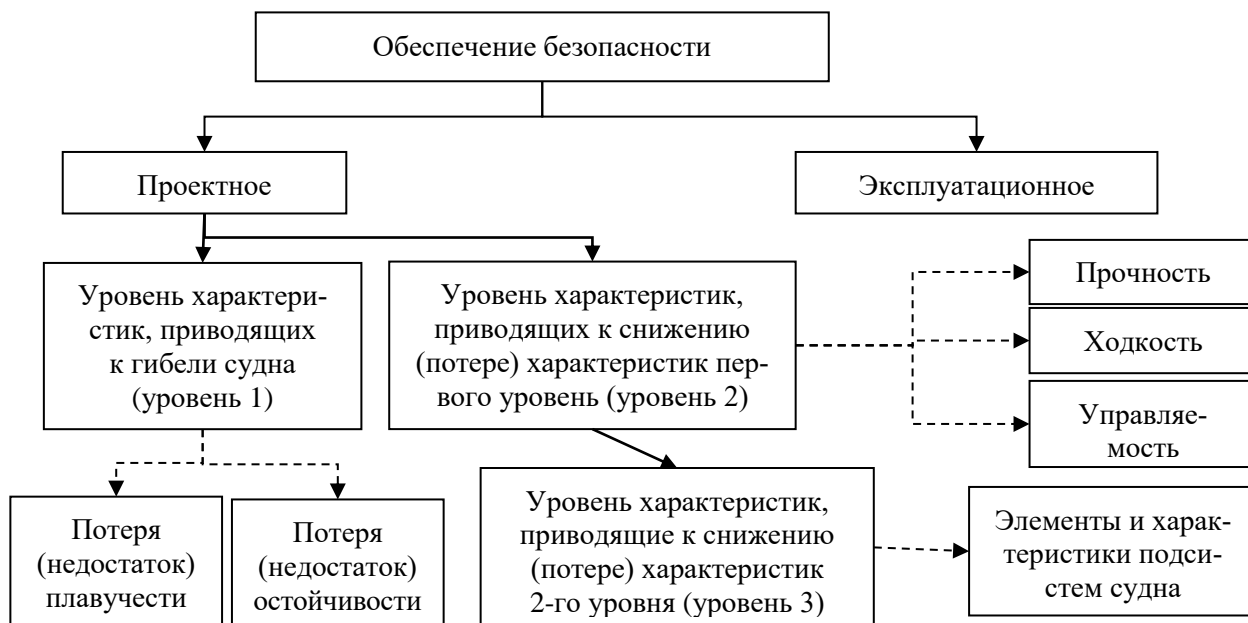 Обеспечение безопасности
Проектное
Эксплуатационное
Уровень характери-
стик, приводящих
к гибели судна
(уровень 1)
Уровень характеристик,
приводящих к снижению
(потере) характеристик пер-
вого уровень (уровень 2)
Прочность
Ходкость
Управляе-
мость
Потеря
(недостаток)
плавучести
Потеря
(недостаток)
остойчивости
Уровень характеристик,
приводящие к снижению
(потере) характеристик
2-го уровня (уровень 3)
Элементы и харак-
теристики подси-
стем судна